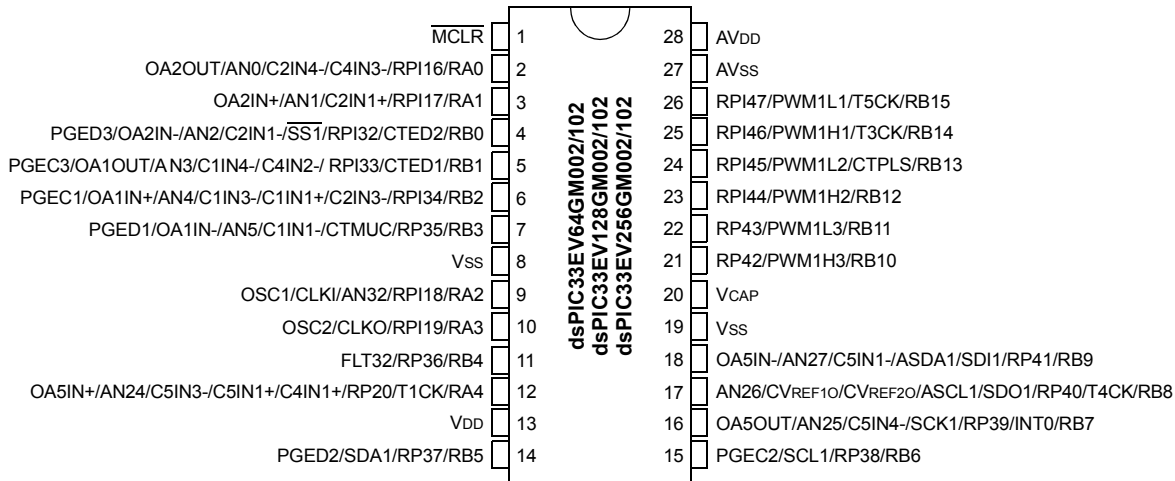 MCLR 1
OA2OUT/AN0/C2IN4-/C4IN3-/RPI16/RA0 2
OA2IN+/AN1/C2IN1+/RPI17/RA1 3
PGED3/OA2IN-/AN2/C2IN1-/SS1/RPI32/CTED2/RB0 4
PGEC3/OA1OUT/AN3/C1IN4-/C4IN2-/ RPI33/CTED1/RB1 5
PGEC1/OA1IN+/AN4/C1IN3-/C1IN1+/C2IN3-/RPI34/RB2 6
PGED1/OA1IN-/AN5/C1IN1-/CTMUC/RP35/RB3 7
VSS 8
OSC1/CLKI/AN32/RPI18/RA2 9
OSC2/CLKO/RPI19/RA3 10
FLT32/RP36/RB4 11
OA5IN+/AN24/C5IN3-/C5IN1+/C4IN1+/RP20/T1CK/RA4 12
VDD 13
PGED2/SDA1/RP37/RB5 14
dsPIC33EV64GM002/102
dsPIC33EV128GM002/102
dsPIC33EV256GM002/102
28 AVDD
27 AVSS
26 RPI47/PWM1L1/T5CK/RB15
25 RPI46/PWM1H1/T3CK/RB14
24 RPI45/PWM1L2/CTPLS/RB13
23 RPI44/PWM1H2/RB12
22 RP43/PWM1L3/RB11
21 RP42/PWM1H3/RB10
20 VCAP
19 VSS
18 OA5IN-/AN27/C5IN1-/ASDA1/SDI1/RP41/RB9
17 AN26/CVREF1O/CVREF2O/ASCL1/SDO1/RP40/T4CK/RB8
16 OA5OUT/AN25/C5IN4-/SCK1/RP39/INT0/RB7
15 PGEC2/SCL1/RP38/RB6